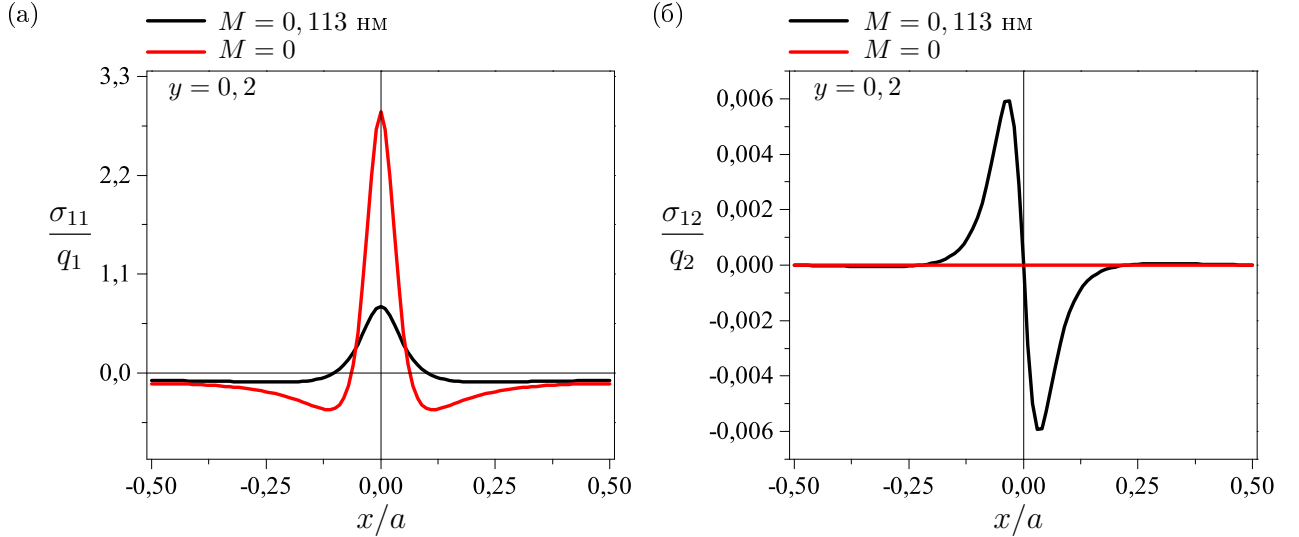 (а)
M = 0, 113 нм
M = 0
y = 0, 2
3,3
2,2
1,1
0,0
σ11
q1
-0,50
-0,25
0,00
0,25
0,50
x/a
(б)
M = 0, 113 нм
M = 0
y = 0, 2
0,006
0,004
0,002
0,000
-0,002
-0,004
-0,006
σ12
q2
-0,50
-0,25
0,00
0,25
0,50
x/a